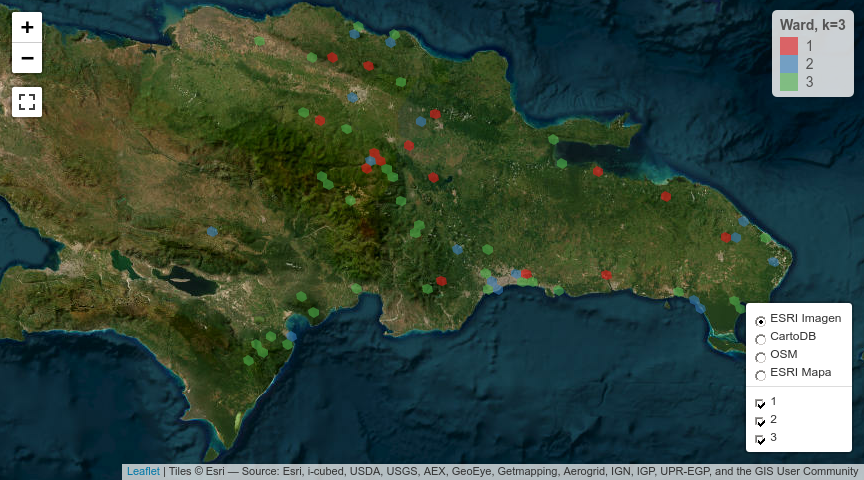 +
−
Ward, k=3
1
2
3
ESRI Imagen
CartoDB
OSM
ESRI Mapa
1
2
3
Leaflet | Tiles © Esri — Source: Esri, i-cubed, USDA, USGS, AEX, GeoEye, Getmapping, Aerogrid, IGN, IGP, UPR-EGP, and the GIS User Community